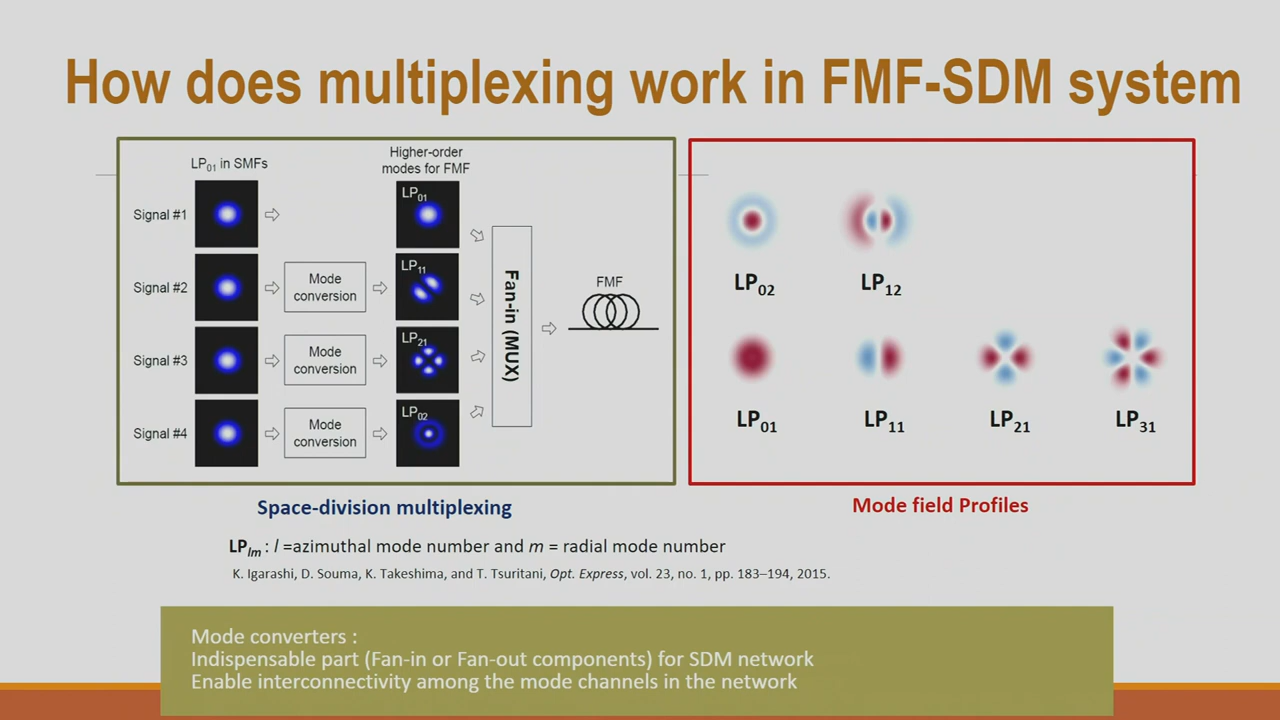 How does multiplexing work in FMF-SDM system
LP01 in SMFs
Higher-order
modes for FMF
Signal #1
LP01
Signal #2
Mode
conversion
LP11
Signal #3
Mode
conversion
LP21
Signal #4
Mode
conversion
LP02
Fan-in (MUX)
FMF
LP02
LP12
LP01
LP11
LP21
LP31
Space-division multiplexing
Mode field Profiles
LPlm : l =azimuthal mode number and m = radial mode number
K. Igarashi, D. Souma, K. Takeshima, and T. Tsuritani, Opt. Express, vol. 23, no. 1, pp. 183–194, 2015.
Mode converters :
Indispensable part (Fan-in or Fan-out components) for SDM network
Enable interconnectivity among the mode channels in the network